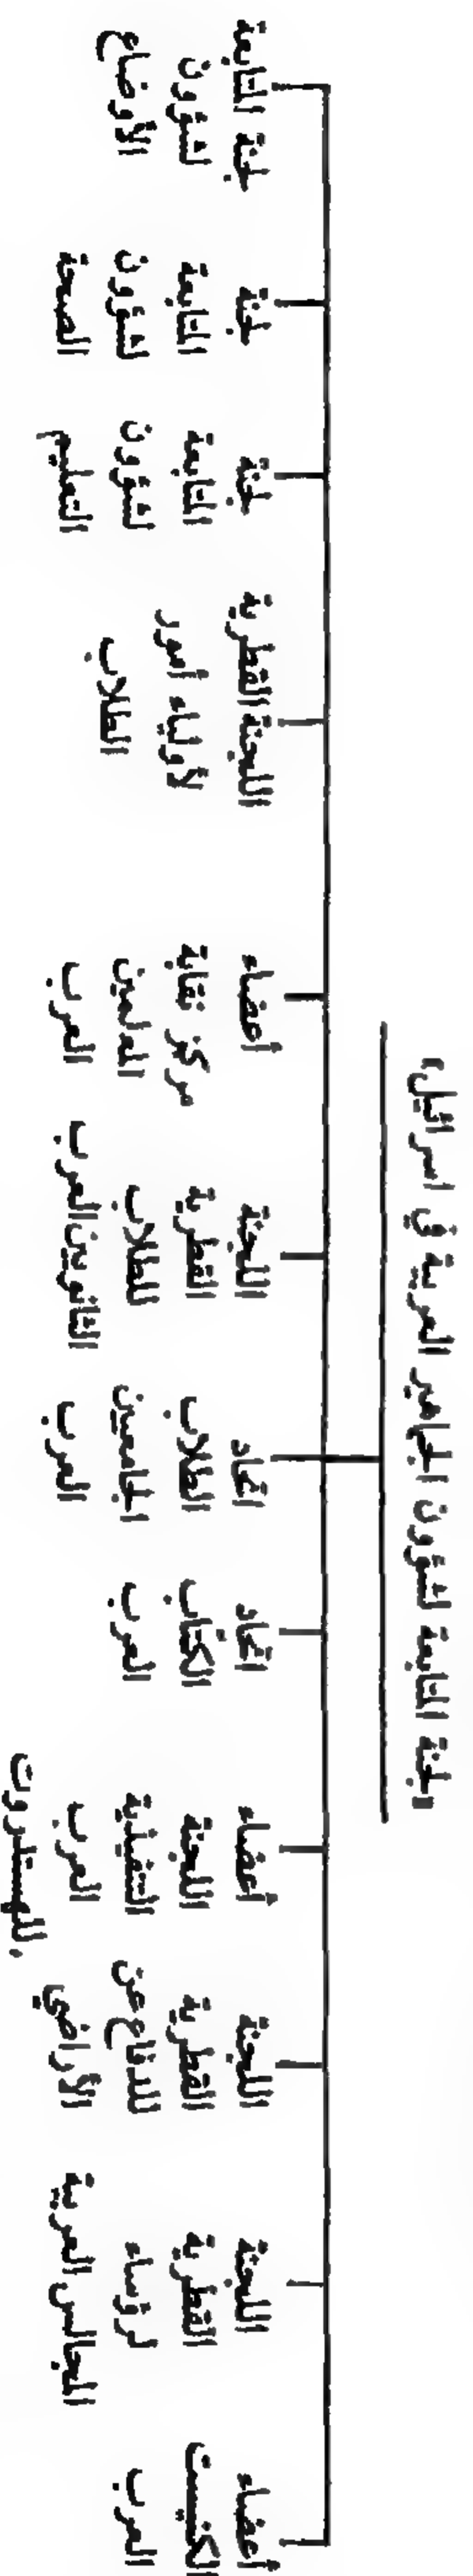 «لجنة المتابعة لشؤون الجماهير العربية في اسرائيل»
أعضاء
الكنيست
العرب
اللجنة
القطرية
لرؤساء
المجالس العربية
اللجنة
القطرية
للدفاع عن
الأراضي
أعضاء
اللجنة
التنفيذية
العرب
للهستدروت.
اتحاد
الكتّاب
العرب
اتحاد
الطلاب
الجامعيين
العرب
اللجنة
القطرية
للطلاب
الثانويين العرب
أعضاء
مركز نقابة
المعلمين
العرب
اللجنة القطرية
لأولياء أمور
الطلاب
لجنة
المتابعة
لشؤون
التعليم
لجنة
المتابعة
لشؤون
الصحة
لجنة المتابعة
لشؤون
الأوضاع